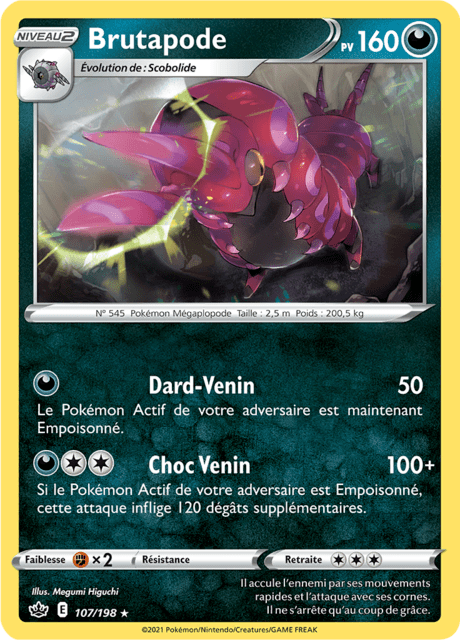 NIVEAU 2
Brutapode
PV 160
Évolution de : Scobolide
N° 545 Pokémon Mégaplopode Taille : 2,5 m Poids : 200,5 kg
Dard-Venin 50
Le Pokémon Actif de votre adversaire est maintenant
Empoisonné.
Choc Venin 100+
Si le Pokémon Actif de votre adversaire est Empoisonné,
cette attaque inflige 120 dégâts supplémentaires.
Faiblesse ×2 Résistance Retraite
Illus. Megumi Higuchi
E 107/198 ★
Il accule l'ennemi par ses mouvements
rapides et l'attaque avec ses cornes.
Il ne s'arrête qu'au coup de grâce.
©2021 Pokémon/Nintendo/Creatures/GAME FREAK